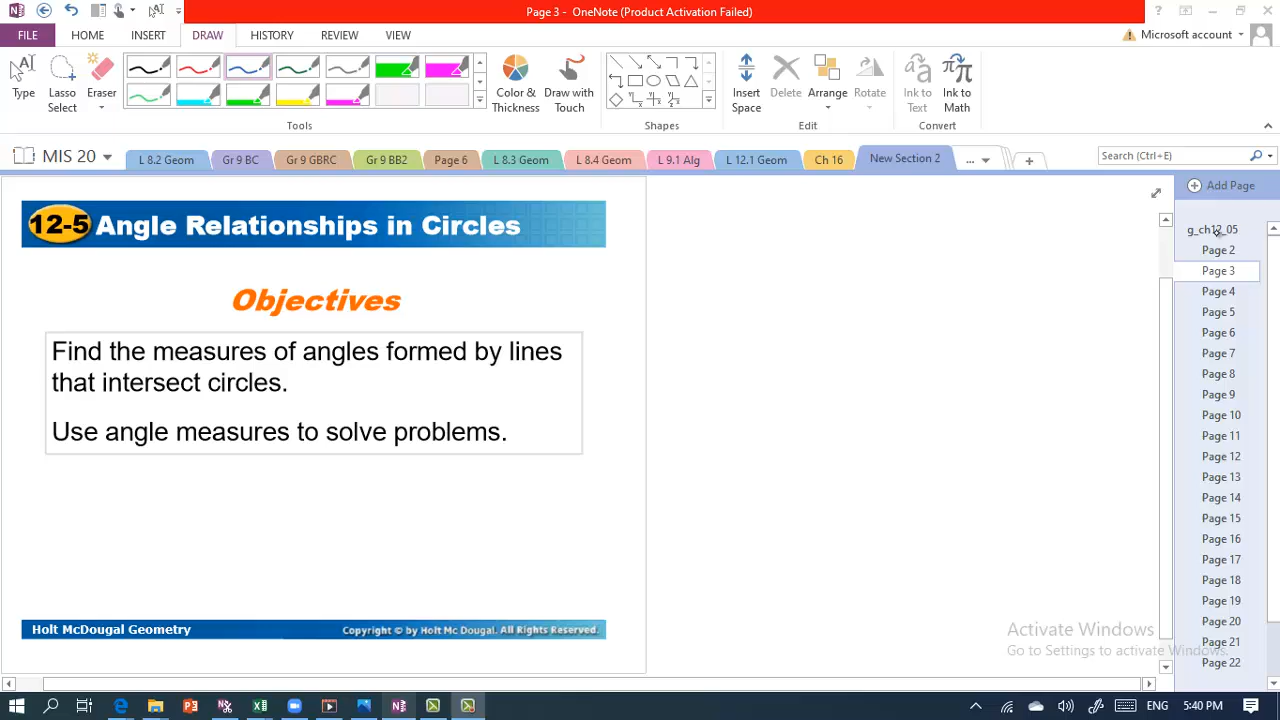 Page 3 - OneNote (Product Activation Failed)
FILE HOME INSERT DRAW HISTORY REVIEW VIEW Microsoft account
Type
Lasso Select
Eraser
Color & Thickness
Draw with Touch
Insert Space
Delete
Arrange
Rotate
Ink to Text
Ink to Math
Tools Shapes Edit Convert
MIS 20 L 8.2 Geom Gr 9 BC Gr 9 GBRC Gr 9 BB2 Page 6 L 8.3 Geom L 8.4 Geom L 9.1 Alg L 12.1 Geom Ch 16 New Section 2 ... Search (Ctrl+E)
Add Page
12-5 Angle Relationships in Circles
Objectives
Find the measures of angles formed by lines
that intersect circles.
Use angle measures to solve problems.
Holt McDougal Geometry Copyright © by Holt Mc Dougal. All Rights Reserved.
g_ch12_05
Page 2
Page 3
Page 4
Page 5
Page 6
Page 7
Page 8
Page 9
Page 10
Page 11
Page 12
Page 13
Page 14
Page 15
Page 16
Page 17
Page 18
Page 19
Page 20
Page 21
Page 22
Activate Windows
Go to Settings to activate Windows.
ENG 5:40 PM